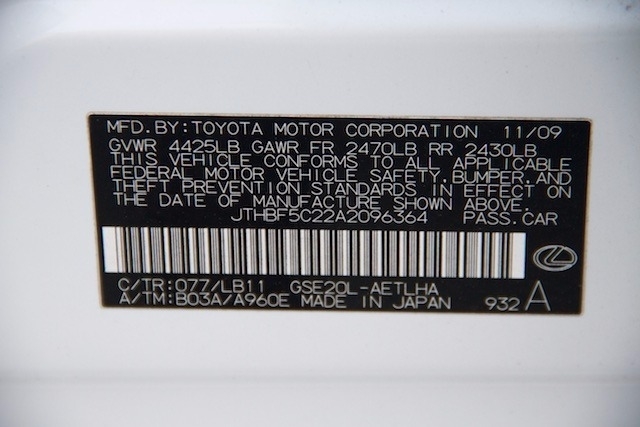 MFD. BY: TOYOTA MOTOR CORPORATION 11/09
GVWR 4425LB GAWR FR 2470LB RR 2430LB
THIS VEHICLE CONFORMS TO ALL APPLICABLE
FEDERAL MOTOR VEHICLE SAFETY, BUMPER, AND
THEFT PREVENTION STANDARDS IN EFFECT ON
THE DATE OF MANUFACTURE SHOWN ABOVE.
JTHBF5C22A2096364 PASS. CAR
C/TR: 077/LB11 GSE20L-AETLHA
A/TM: B03A/A960E MADE IN JAPAN 932 A